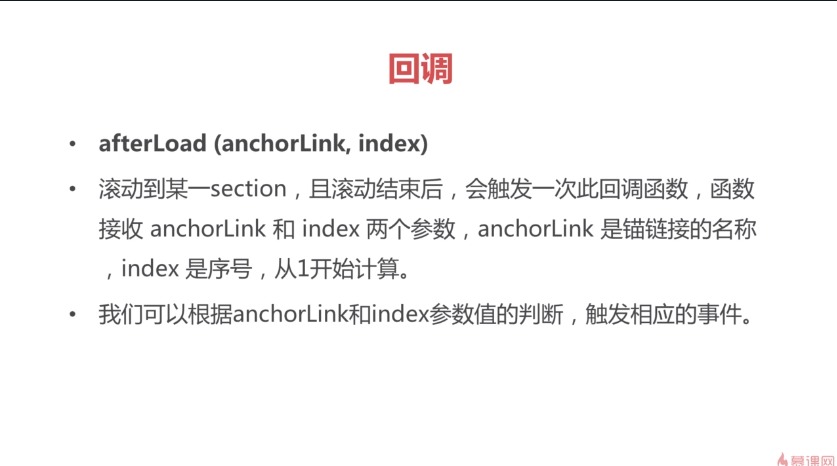 回调
• afterLoad (anchorLink, index)
• 滚动到某一section，且滚动结束后，会触发一次此回调函数，函数
接收 anchorLink 和 index 两个参数，anchorLink 是锚链接的名称
，index 是序号，从1开始计算。
• 我们可以根据anchorLink和index参数值的判断，触发相应的事件。
慕课网